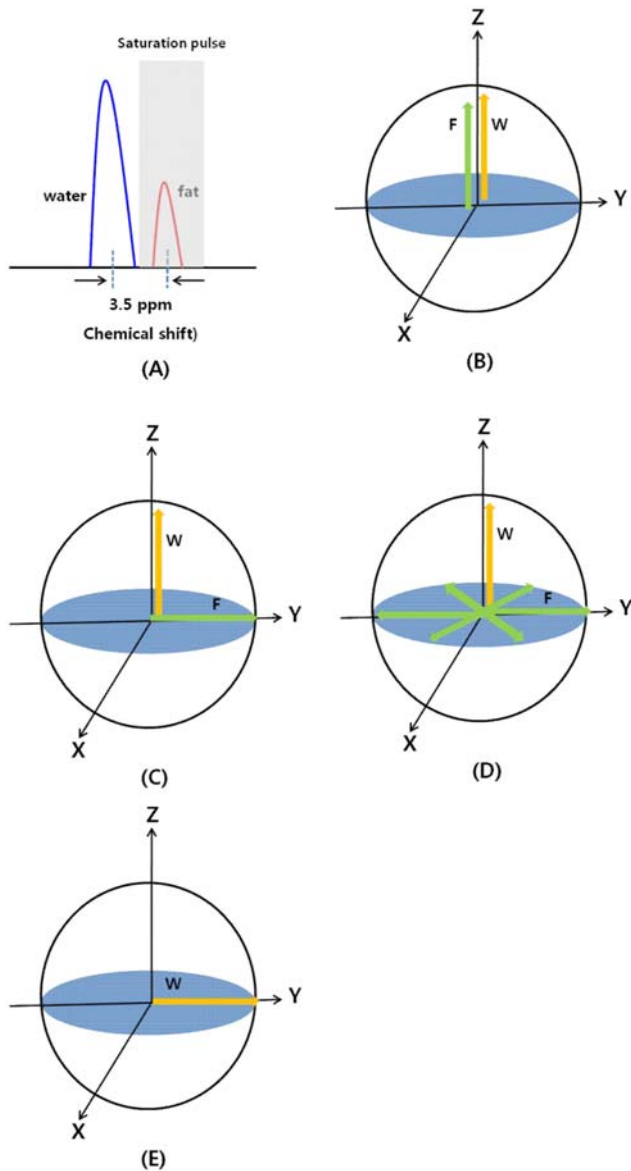 Saturation pulse
water
fat
3.5 ppm
Chemical shift)
(A)
Z
F
W
Y
X
(B)
Z
W
F
Y
X
(C)
Z
W
F
Y
X
(D)
Z
W
Y
X
(E)